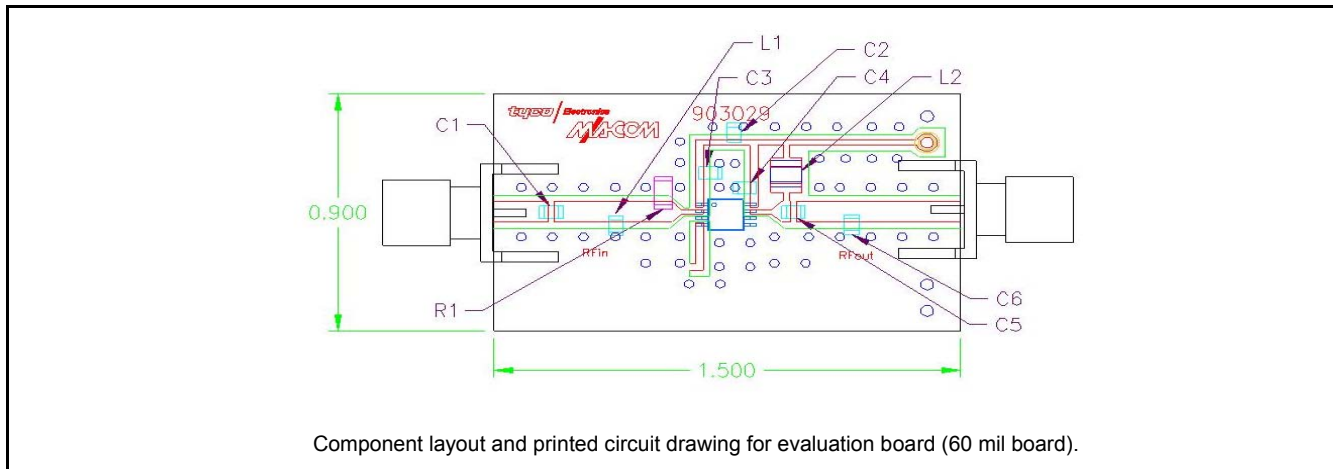 L1
C2
C3
C4
L2
C1
tyco / Electronics
M/A-COM
903029
0.900
RFin
RFout
R1
C6
C5
1.500
Component layout and printed circuit drawing for evaluation board (60 mil board).